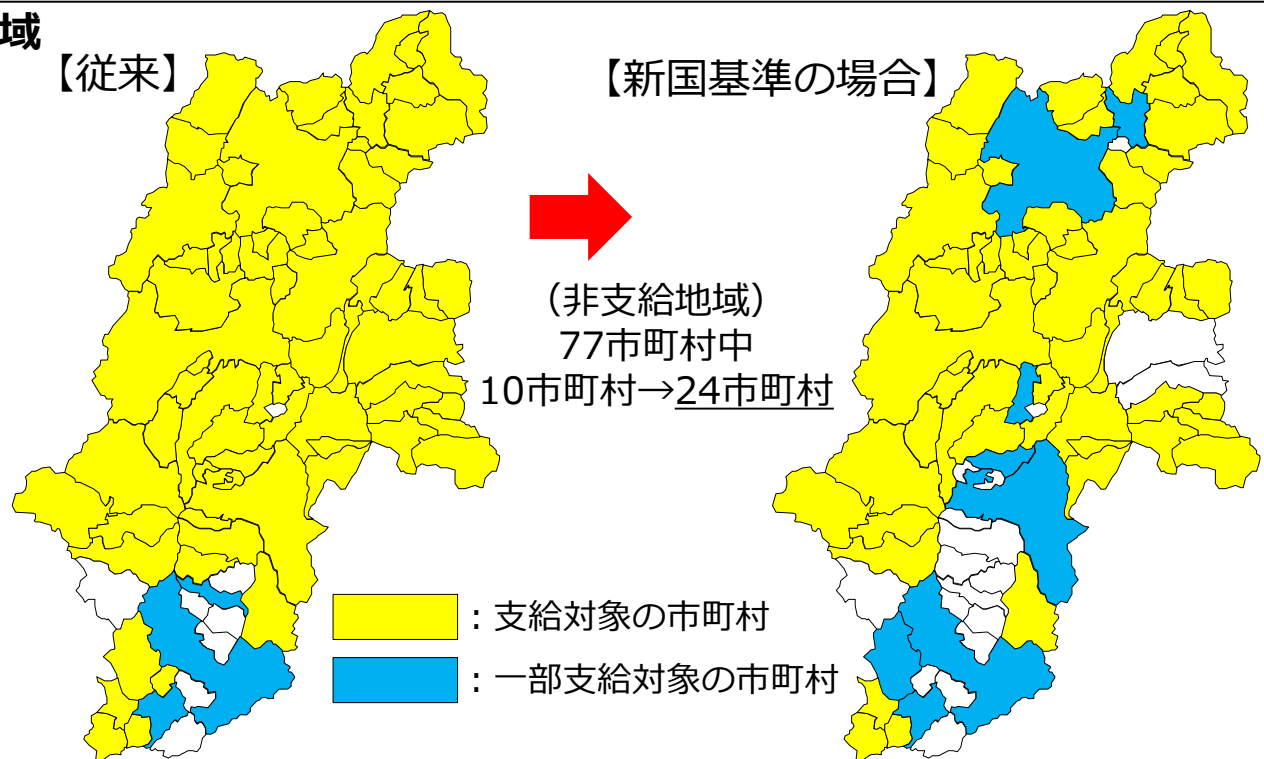 域
【従来】
【新国基準の場合】
（非支給地域）
77市町村中
10市町村→24市町村
：支給対象の市町村
：一部支給対象の市町村